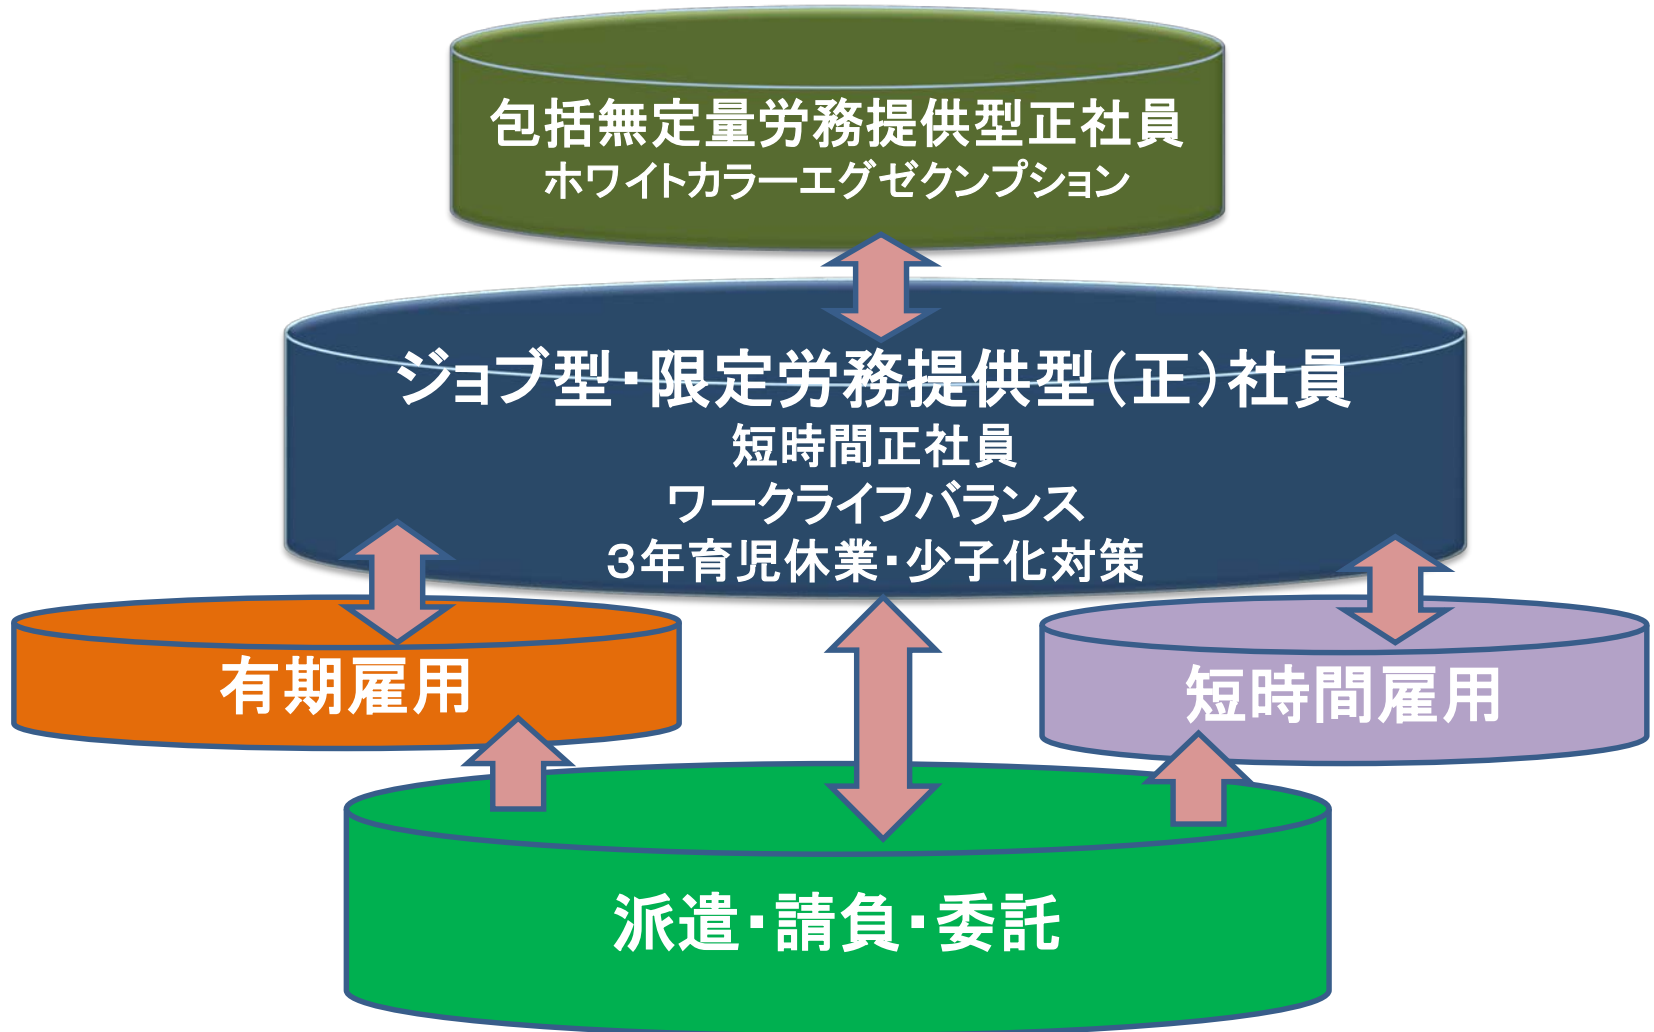 包括無定量労務提供型正社員
ホワイトカラーエグゼクンプション
ジョブ型・限定労務提供型(正)社員
短時間正社員
ワークライフバランス
3年育児休業・少子化対策
有期雇用
短時間雇用
派遣・請負・委託